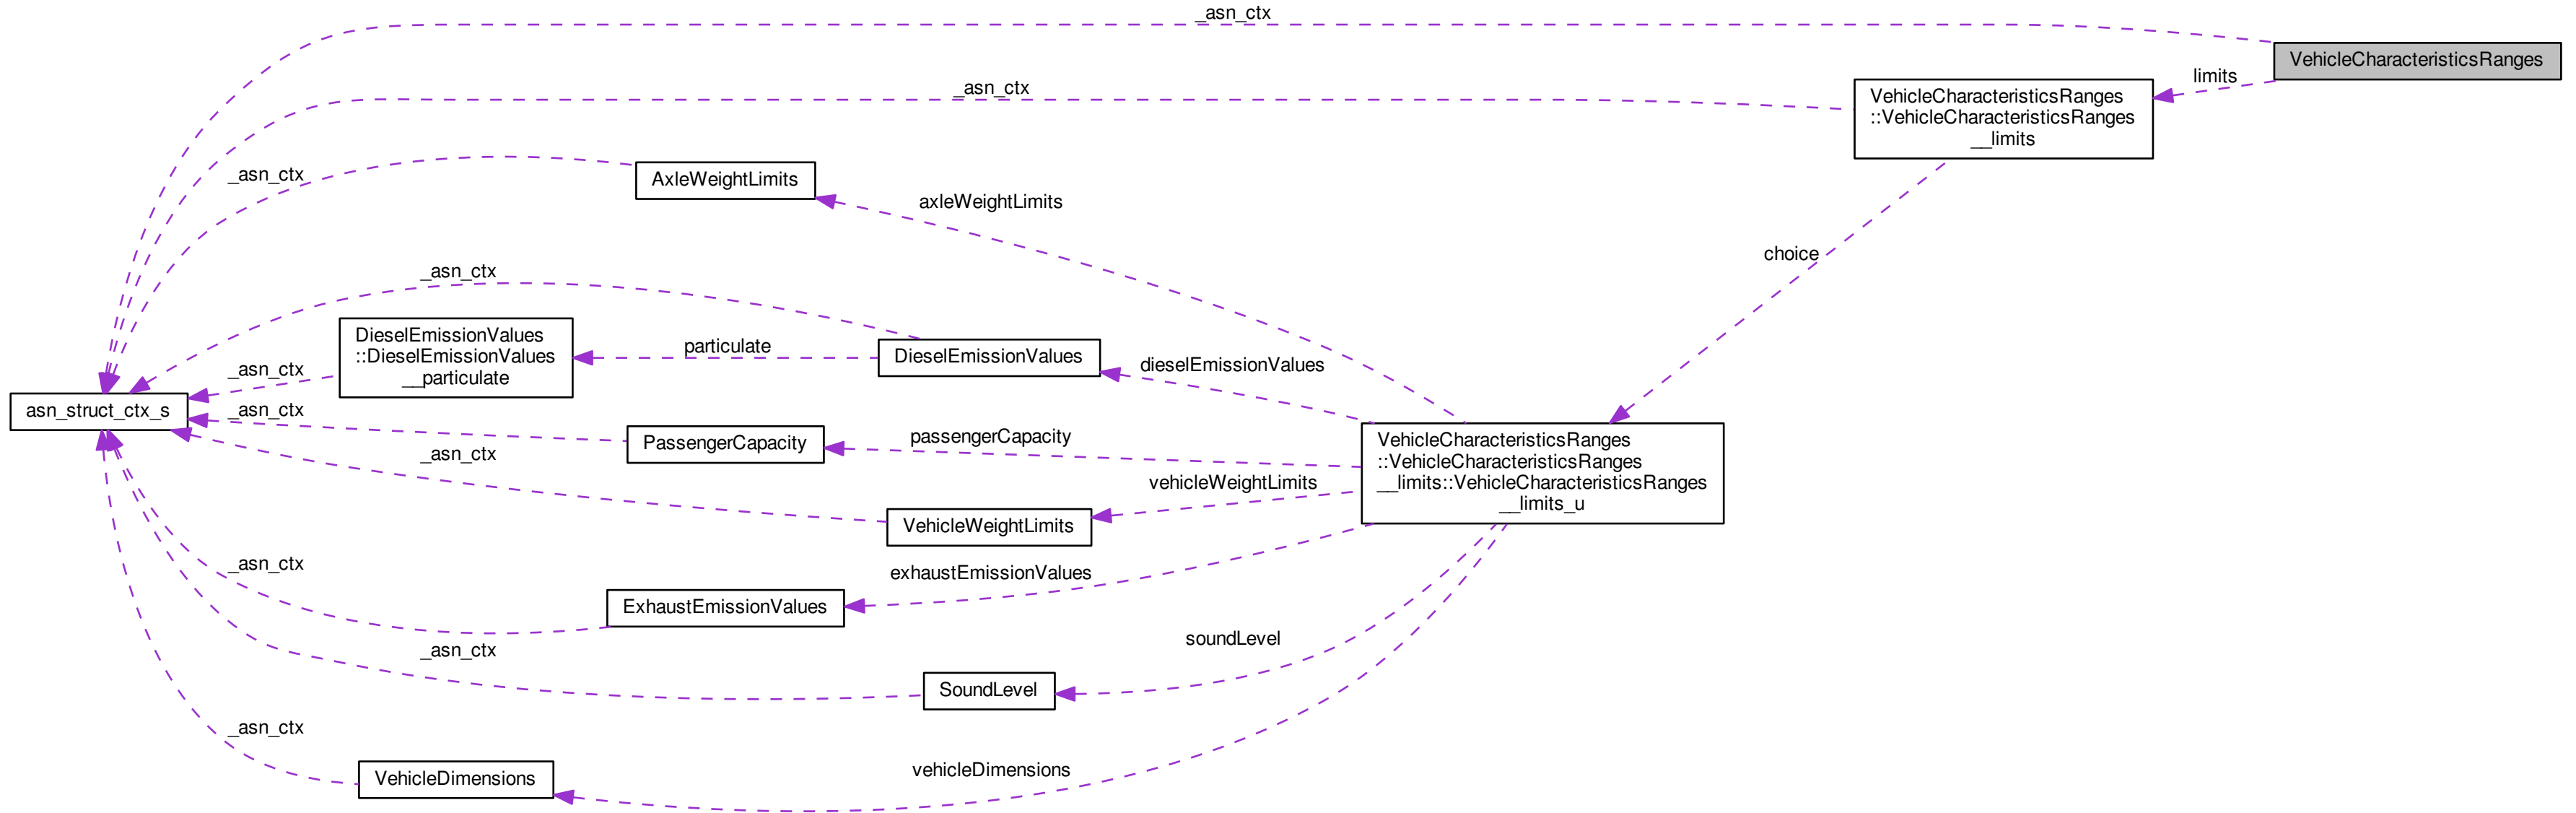 _asn_ctx
VehicleCharacteristicsRanges
limits
_asn_ctx
VehicleCharacteristicsRanges
::VehicleCharacteristicsRanges
__limits
_asn_ctx
AxleWeightLimits
axleWeightLimits
choice
_asn_ctx
DieselEmissionValues
::DieselEmissionValues
__particulate
particulate
DieselEmissionValues
dieselEmissionValues
_asn_ctx
asn_struct_ctx_s
_asn_ctx
PassengerCapacity
passengerCapacity
VehicleCharacteristicsRanges
::VehicleCharacteristicsRanges
__limits::VehicleCharacteristicsRanges
__limits_u
_asn_ctx
vehicleWeightLimits
VehicleWeightLimits
_asn_ctx
exhaustEmissionValues
ExhaustEmissionValues
soundLevel
_asn_ctx
SoundLevel
_asn_ctx
vehicleDimensions
VehicleDimensions